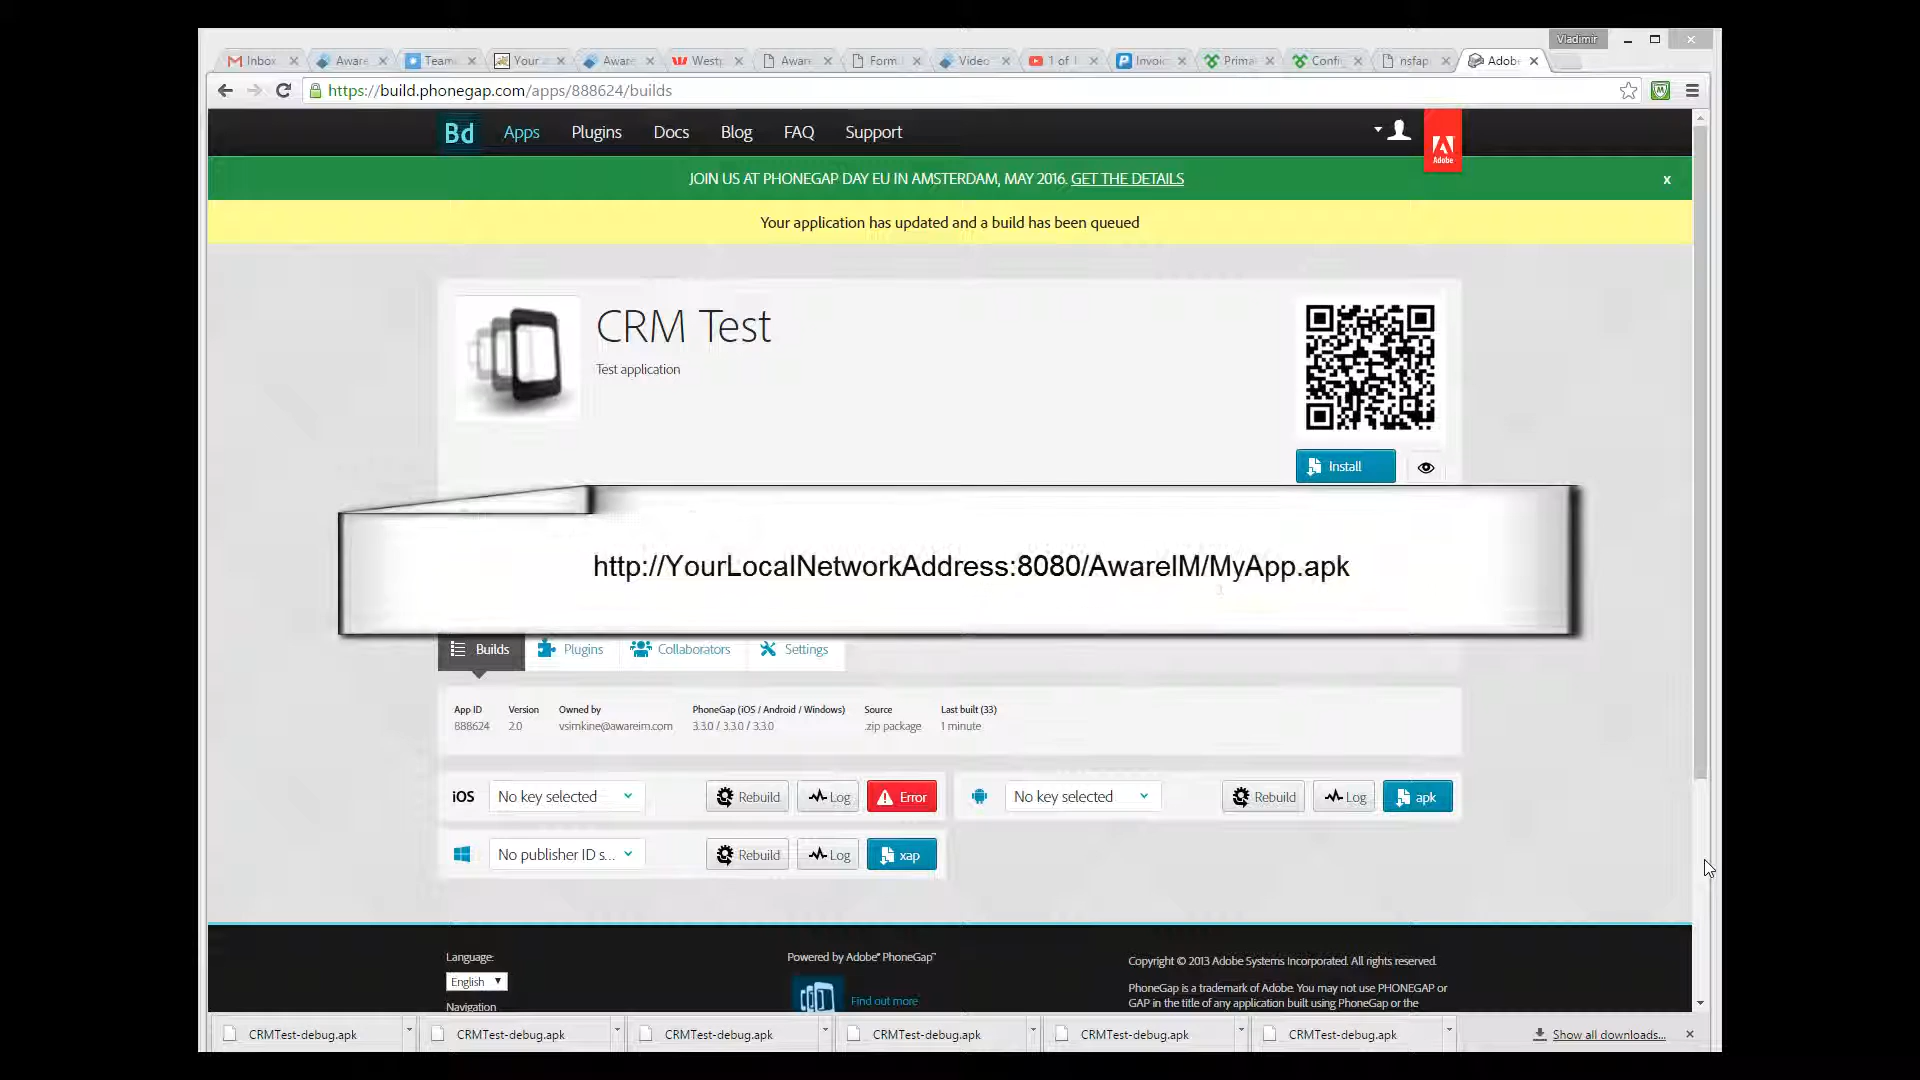 Vladimir
Inbox
Aware
Team
Your
Aware
Westp
Awar
Form
Video
1 of
Invoic
Prima
Config
nsfap
Adobe
https://build.phonegap.com/apps/888624/builds
Bd Apps Plugins Docs Blog FAQ Support
Adobe
JOIN US AT PHONEGAP DAY EU IN AMSTERDAM, MAY 2016. GET THE DETAILS x
Your application has updated and a build has been queued
CRM Test
Test application
Install
http://YourLocalNetworkAddress:8080/AwareIM/MyApp.apk
Builds Plugins Collaborators Settings
App ID Version Owned by PhoneGap (iOS / Android / Windows) Source Last built (33)
888624 2.0 vsimkine@awareim.com 3.3.0 / 3.3.0 / 3.3.0 .zip package 1 minute
iOS No key selected Rebuild Log Error No key selected Rebuild Log apk
No publisher ID s... Rebuild Log xap
Language:
English
Navigation
Powered by Adobe® PhoneGap™
Find out more
Copyright © 2013 Adobe Systems Incorporated. All rights reserved.
PhoneGap is a trademark of Adobe. You may not use PHONEGAP or
GAP in the title of any application built using PhoneGap or the
CRMTest-debug.apk CRMTest-debug.apk CRMTest-debug.apk CRMTest-debug.apk CRMTest-debug.apk CRMTest-debug.apk Show all downloads...